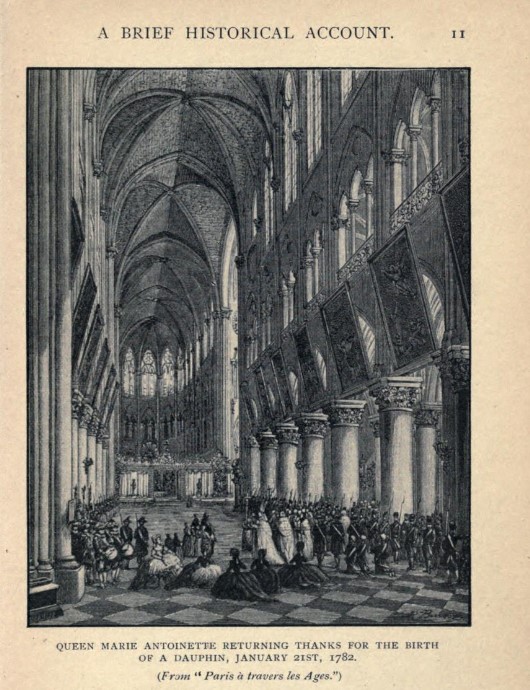 A BRIEF HISTORICAL ACCOUNT. 11
QUEEN MARIE ANTOINETTE RETURNING THANKS FOR THE BIRTH
OF A DAUPHIN, JANUARY 21ST, 1782.
(From "Paris à travers les Ages.")